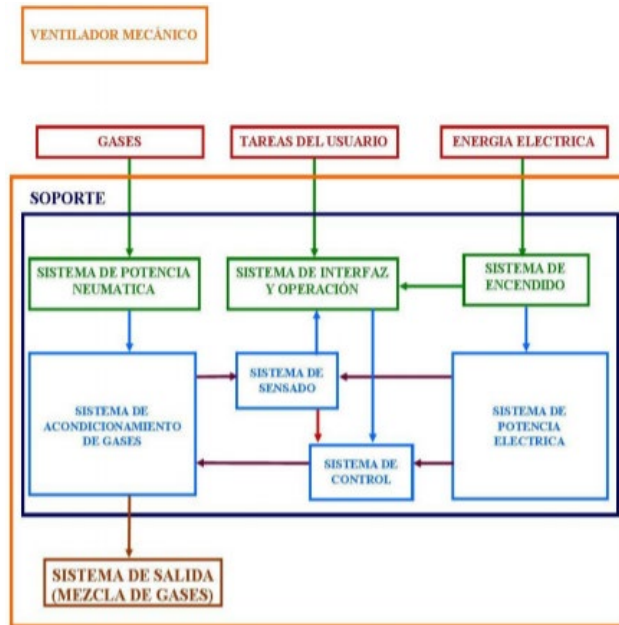 VENTILADOR MECÁNICO
GASES
TAREAS DEL USUARIO
ENERGIA ELECTRICA
SOPORTE
SISTEMA DE POTENCIA
NEUMATICA
SISTEMA DE INTERFAZ
Y OPERACIÓN
SISTEMA DE
ENCENDIDO
SISTEMA DE
SENSADO
SISTEMA DE
ACONDICIONAMIENTO
DE GASES
SISTEMA DE
POTENCIA
ELECTRICA
SISTEMA DE
CONTROL
SISTEMA DE SALIDA
(MEZCLA DE GASES)